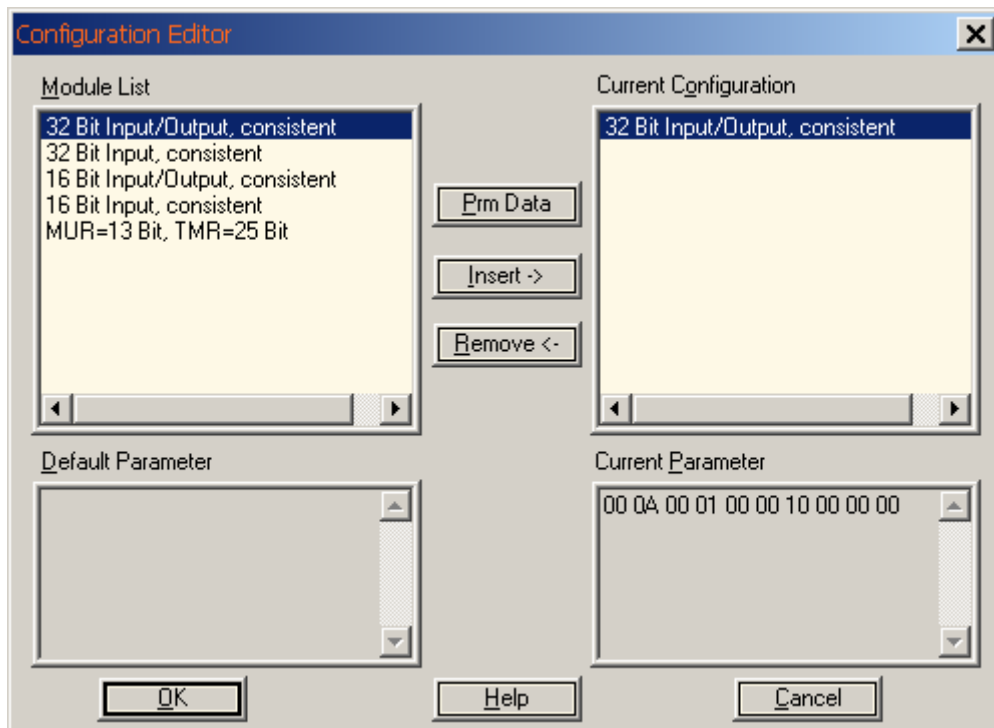 Configuration Editor
Module List
32 Bit Input/Output, consistent
32 Bit Input, consistent
16 Bit Input/Output, consistent
16 Bit Input, consistent
MUR=13 Bit, TMR=25 Bit
Prm Data
Insert ->
Remove <-
Current Configuration
32 Bit Input/Output, consistent
Default Parameter
Current Parameter
00 0A 00 01 00 00 10 00 00 00
OK
Help
Cancel